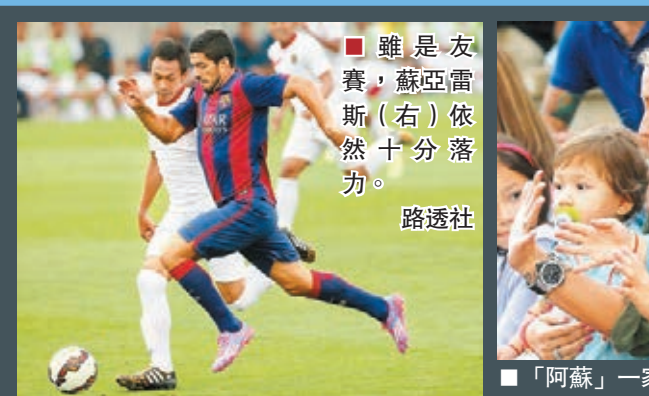 ■ 雖是友
賽，蘇亞雷
斯（右）依
然十分落
力。
路透社
■「阿蘇」一家